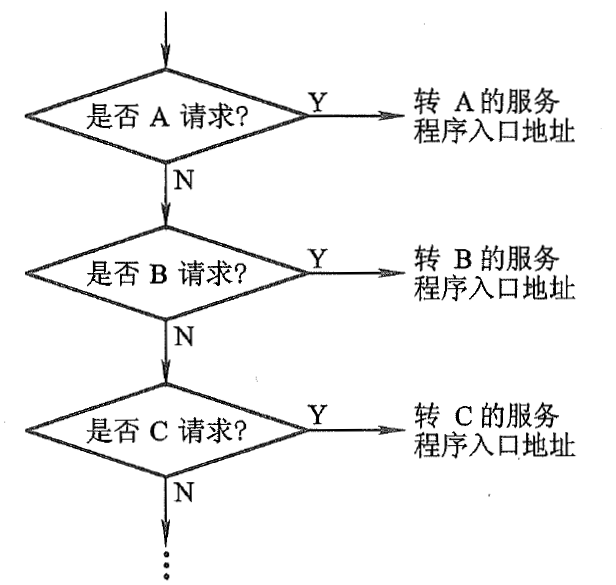 是否 A 请求?
Y
转 A 的服务
程序入口地址
N
是否 B 请求?
Y
转 B 的服务
程序入口地址
N
是否 C 请求?
Y
转 C 的服务
程序入口地址
N